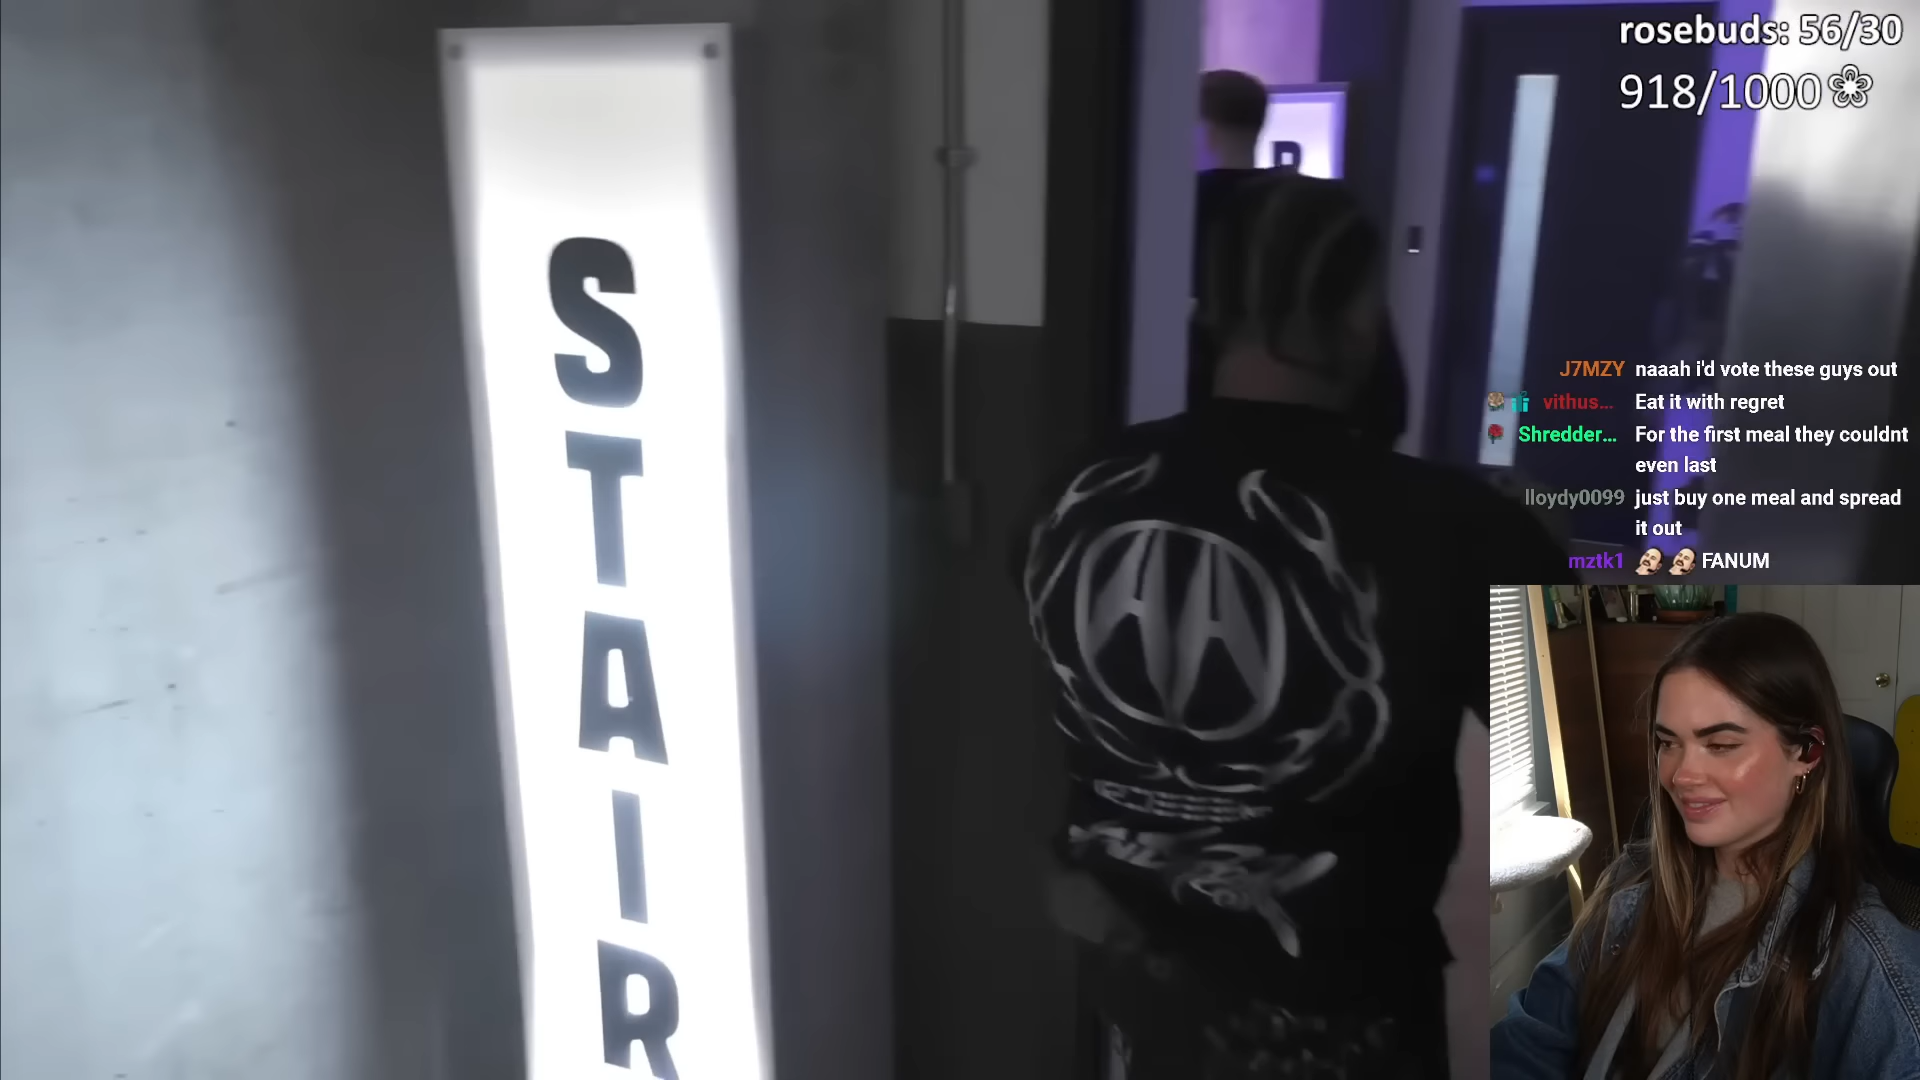 rosebuds: 56/30
918/1000
S
T
A
I
R
R
J7MZY naaah i'd vote these guys out
vithus... Eat it with regret
Shredder... For the first meal they couldnt
even last
lloydy0099 just buy one meal and spread
it out
mztk1 FANUM